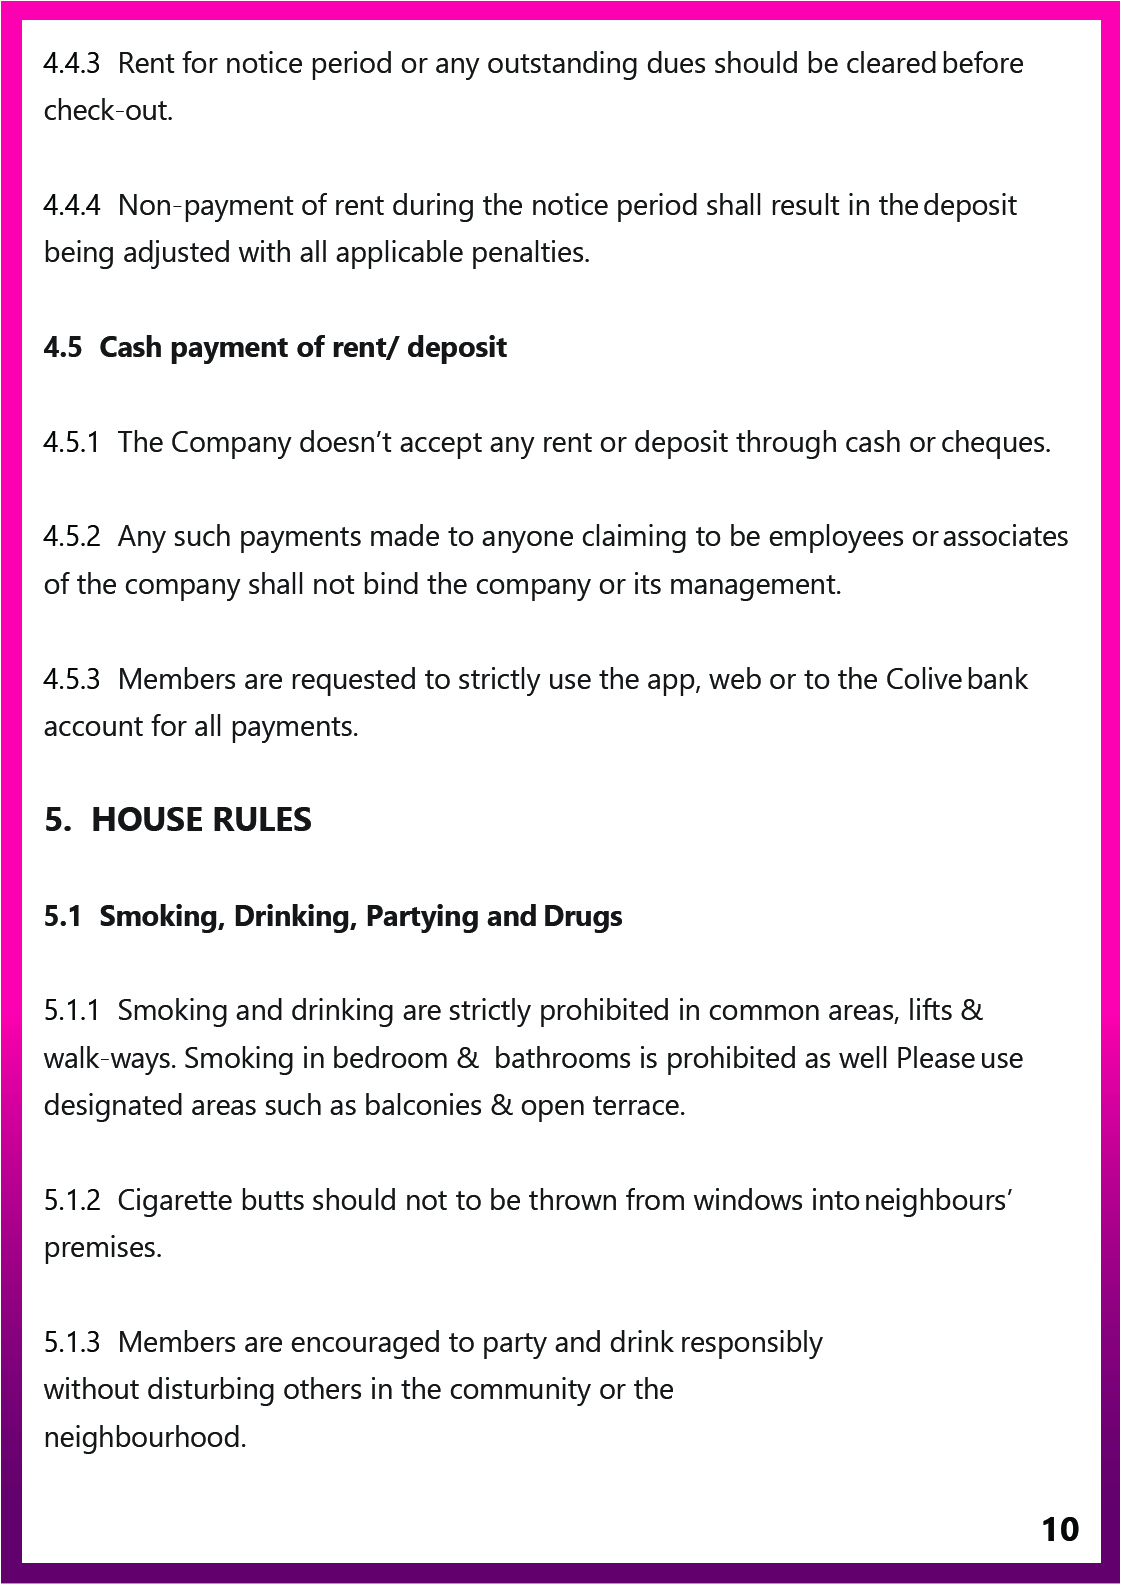 4.4.3 Rent for notice period or any outstanding dues should be cleared before
check-out.
4.4.4 Non-payment of rent during the notice period shall result in the deposit
being adjusted with all applicable penalties.
4.5 Cash payment of rent/ deposit
4.5.1 The Company doesn’t accept any rent or deposit through cash or cheques.
4.5.2 Any such payments made to anyone claiming to be employees or associates
of the company shall not bind the company or its management.
4.5.3 Members are requested to strictly use the app, web or to the Colive bank
account for all payments.
5. HOUSE RULES
5.1 Smoking, Drinking, Partying and Drugs
5.1.1 Smoking and drinking are strictly prohibited in common areas, lifts &
walk-ways. Smoking in bedroom & bathrooms is prohibited as well Please use
designated areas such as balconies & open terrace.
5.1.2 Cigarette butts should not to be thrown from windows into neighbours’
premises.
5.1.3 Members are encouraged to party and drink responsibly
without disturbing others in the community or the
neighbourhood.
10